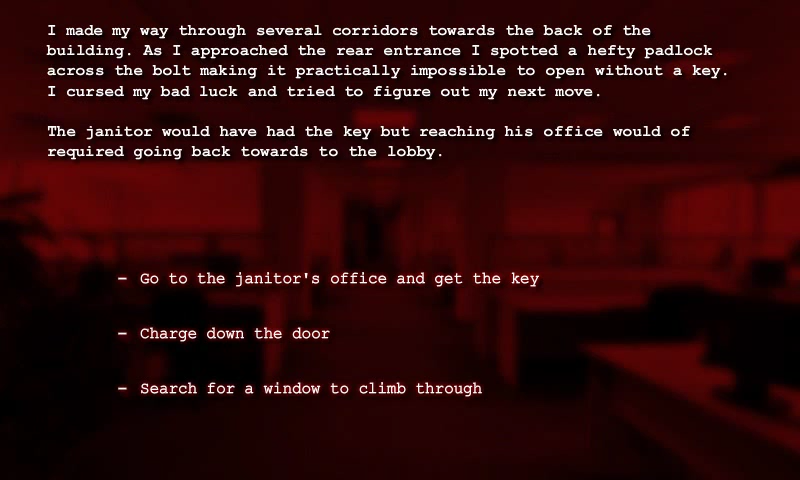 I made my way through several corridors towards the back of the
building. As I approached the rear entrance I spotted a hefty padlock
across the bolt making it practically impossible to open without a key.
I cursed my bad luck and tried to figure out my next move.
The janitor would have had the key but reaching his office would of
required going back towards to the lobby.
- Go to the janitor's office and get the key
- Charge down the door
- Search for a window to climb through